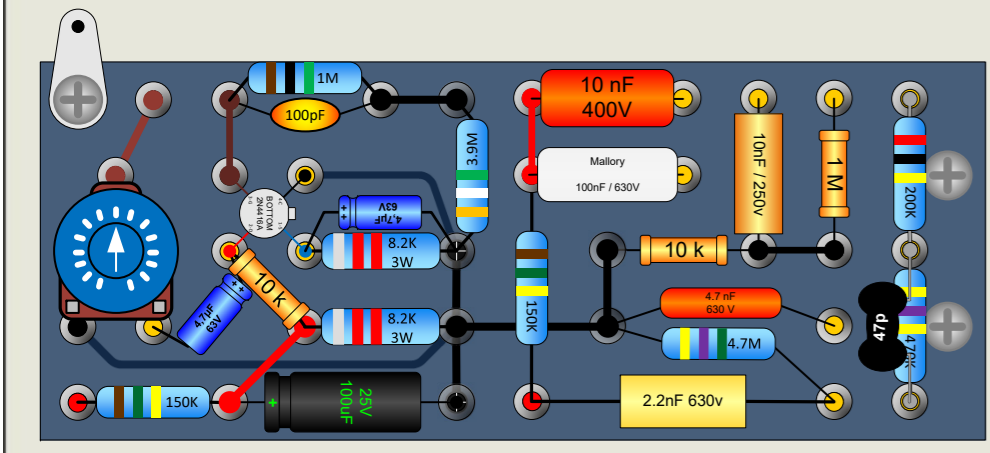 1M
100pF
3.9M
BOTTOM
2N4416A
4,7µF
63V
8.2K
3W
10 k
4,7µF
63V
8.2K
3W
150K
+
25V
100uF
10 nF
400V
Mallory
100nF / 630V
150K
10nF / 250v
1 M
10 k
4.7 nF
630 V
4.7M
2.2nF 630v
200K
47p
470K